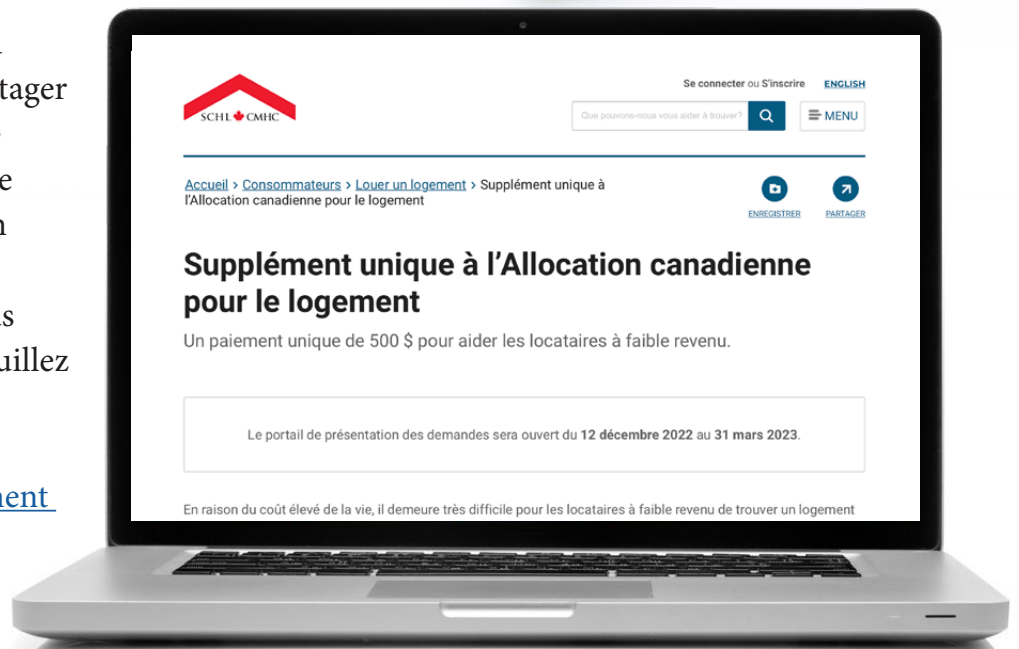 tager
e
n
uillez
ment
SCHL CMHC
Se connecter ou S'inscrire ENGLISH
Que pouvons-nous vous aider à trouver?
MENU
Accueil > Consommateurs > Louer un logement > Supplément unique à
l'Allocation canadienne pour le logement
ENREGISTRER PARTAGER
Supplément unique à l'Allocation canadienne
pour le logement
Un paiement unique de 500 $ pour aider les locataires à faible revenu.
Le portail de présentation des demandes sera ouvert du 12 décembre 2022 au 31 mars 2023.
En raison du coût élevé de la vie, il demeure très difficile pour les locataires à faible revenu de trouver un logement